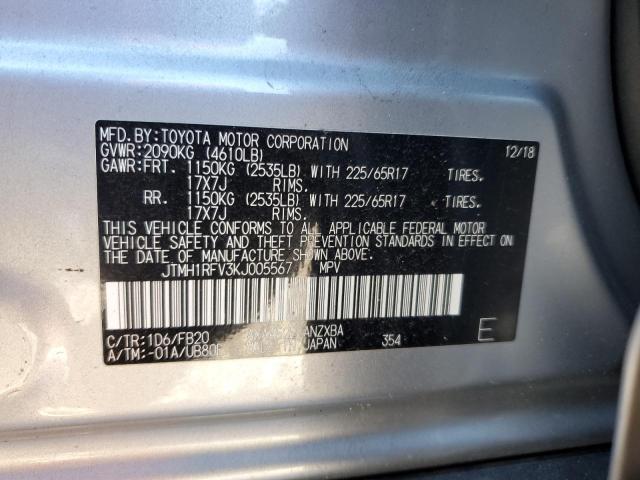 MFD. BY: TOYOTA MOTOR CORPORATION 12/18
GVWR: 2090KG (4610LB)
GAWR: FRT. 1150KG (2535LB) WITH 225/65R17 TIRES.
17X7J RIMS.
RR. 1150KG (2535LB) WITH 225/65R17 TIRES.
17X7J RIMS.
THIS VEHICLE CONFORMS TO ALL APPLICABLE FEDERAL MOTOR
VEHICLE SAFETY AND THEFT PREVENTION STANDARDS IN EFFECT ON
THE DATE OF MANUFACTURE SHOWN ABOVE.
JTMH1RFV3KJ005567 MPV
C/TR: 1D6/FB20
A/TM: -01A/UB80F JAPAN 354
E